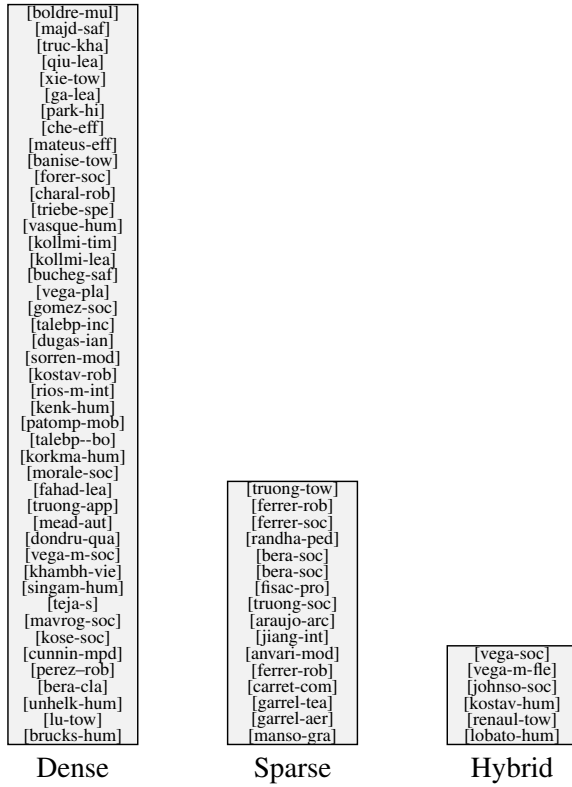 [boldre-mul]
[majd-saf]
[truc-kha]
[qiu-lea]
[xie-tow]
[ga-lea]
[park-hi]
[che-eff]
[mateus-eff]
[banise-tow]
[forer-soc]
[charal-rob]
[triebe-spe]
[vasque-hum]
[kollmi-tim]
[kollmi-lea]
[bucheg-saf]
[vega-pla]
[gomez-soc]
[talebp-inc]
[dugas-ian]
[sorren-mod]
[kostav-rob]
[rios-m-int]
[kenk-hum]
[patomp-mob]
[talebp--bo]
[korkma-hum]
[morale-soc]
[fahad-lea]
[truong-app]
[mead-aut]
[dondru-qua]
[vega-m-soc]
[khambh-vie]
[singam-hum]
[teja-s]
[mavrog-soc]
[kose-soc]
[cunnin-mpd]
[perez–rob]
[bera-cla]
[unhelk-hum]
[lu-tow]
[brucks-hum]
Dense
[truong-tow]
[ferrer-rob]
[ferrer-soc]
[randha-ped]
[bera-soc]
[bera-soc]
[fisac-pro]
[truong-soc]
[araujo-arc]
[jiang-int]
[anvari-mod]
[ferrer-rob]
[carret-com]
[garrel-tea]
[garrel-aer]
[manso-gra]
Sparse
[vega-soc]
[vega-m-fle]
[johnso-soc]
[kostav-hum]
[renaul-tow]
[lobato-hum]
Hybrid